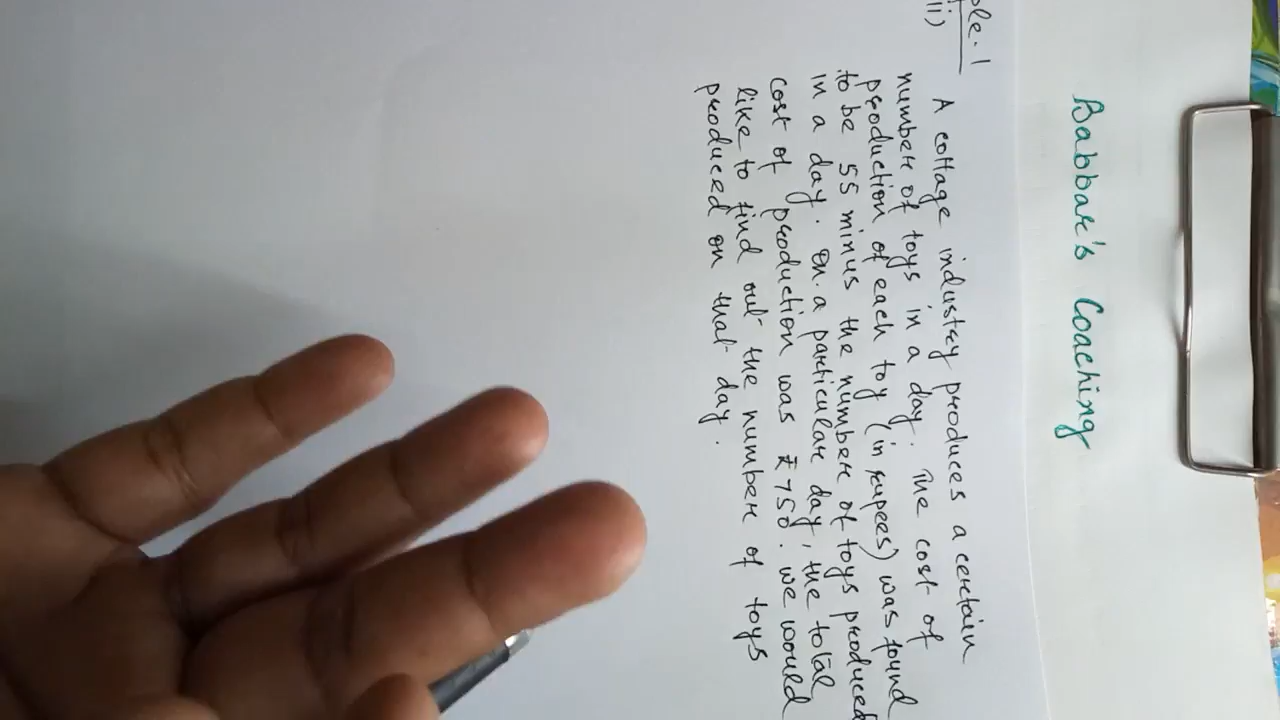 Babbar's Coaching
ple. 1
ii)
A cottage industry produces a certain
number of toys in a day. The cost of
production of each toy (in rupees) was found
to be 55 minus the number of toys produced
in a day. On a particular day, the total
cost of production was ₹750. we would
like to find out the number of toys
produced on that day.